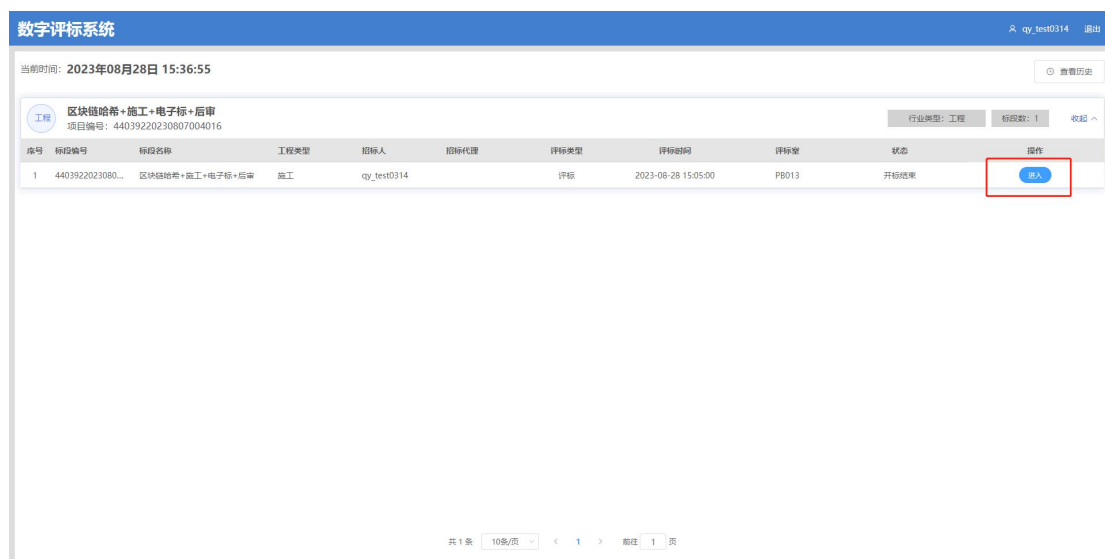 数字评标系统
qy_test0314 退出
当前时间: 2023年08月28日 15:36:55
查看历史
工程
区块链哈希+施工+电子标+后审
项目编号: 44039220230807004016
行业类型: 工程 标段数: 1 收起
序号 标段编号 标段名称 工程类型 招标人 招标代理 评标类型 评标时间 评标室 状态 操作
1 4403922023080... 区块链哈希+施工+电子标+后审 施工 qy_test0314 评标 2023-08-28 15:05:00 PB013 开标结束 进入
共 1 条 10条/页 < 1 > 前往 1 页